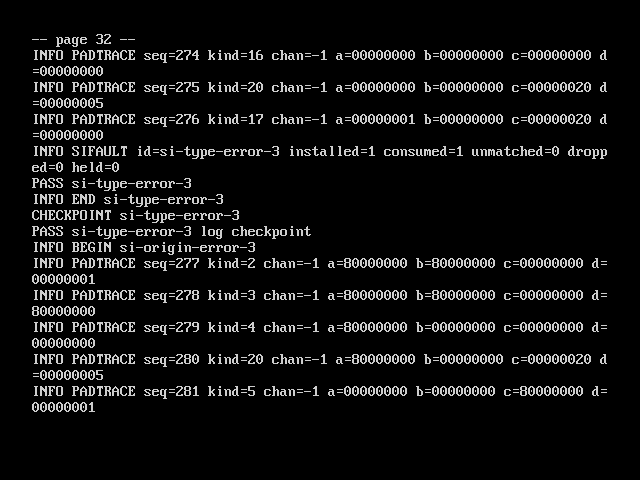 -- page 32 --
INFO PADTRACE seq=274 kind=16 chan=-1 a=00000000 b=00000000 c=00000000 d
=00000000
INFO PADTRACE seq=275 kind=20 chan=-1 a=00000000 b=00000000 c=00000020 d
=00000005
INFO PADTRACE seq=276 kind=17 chan=-1 a=00000001 b=00000000 c=00000020 d
=00000000
INFO SIFAULT id=si-type-error-3 installed=1 consumed=1 unmatched=0 dropp
ed=0 held=0
PASS si-type-error-3
INFO END si-type-error-3
CHECKPOINT si-type-error-3
PASS si-type-error-3 log checkpoint
INFO BEGIN si-origin-error-3
INFO PADTRACE seq=277 kind=2 chan=-1 a=80000000 b=80000000 c=00000000 d=
00000001
INFO PADTRACE seq=278 kind=3 chan=-1 a=80000000 b=80000000 c=00000000 d=
80000000
INFO PADTRACE seq=279 kind=4 chan=-1 a=80000000 b=00000000 c=00000000 d=
00000000
INFO PADTRACE seq=280 kind=20 chan=-1 a=80000000 b=00000000 c=00000020 d
=00000005
INFO PADTRACE seq=281 kind=5 chan=-1 a=00000000 b=00000000 c=80000000 d=
00000001